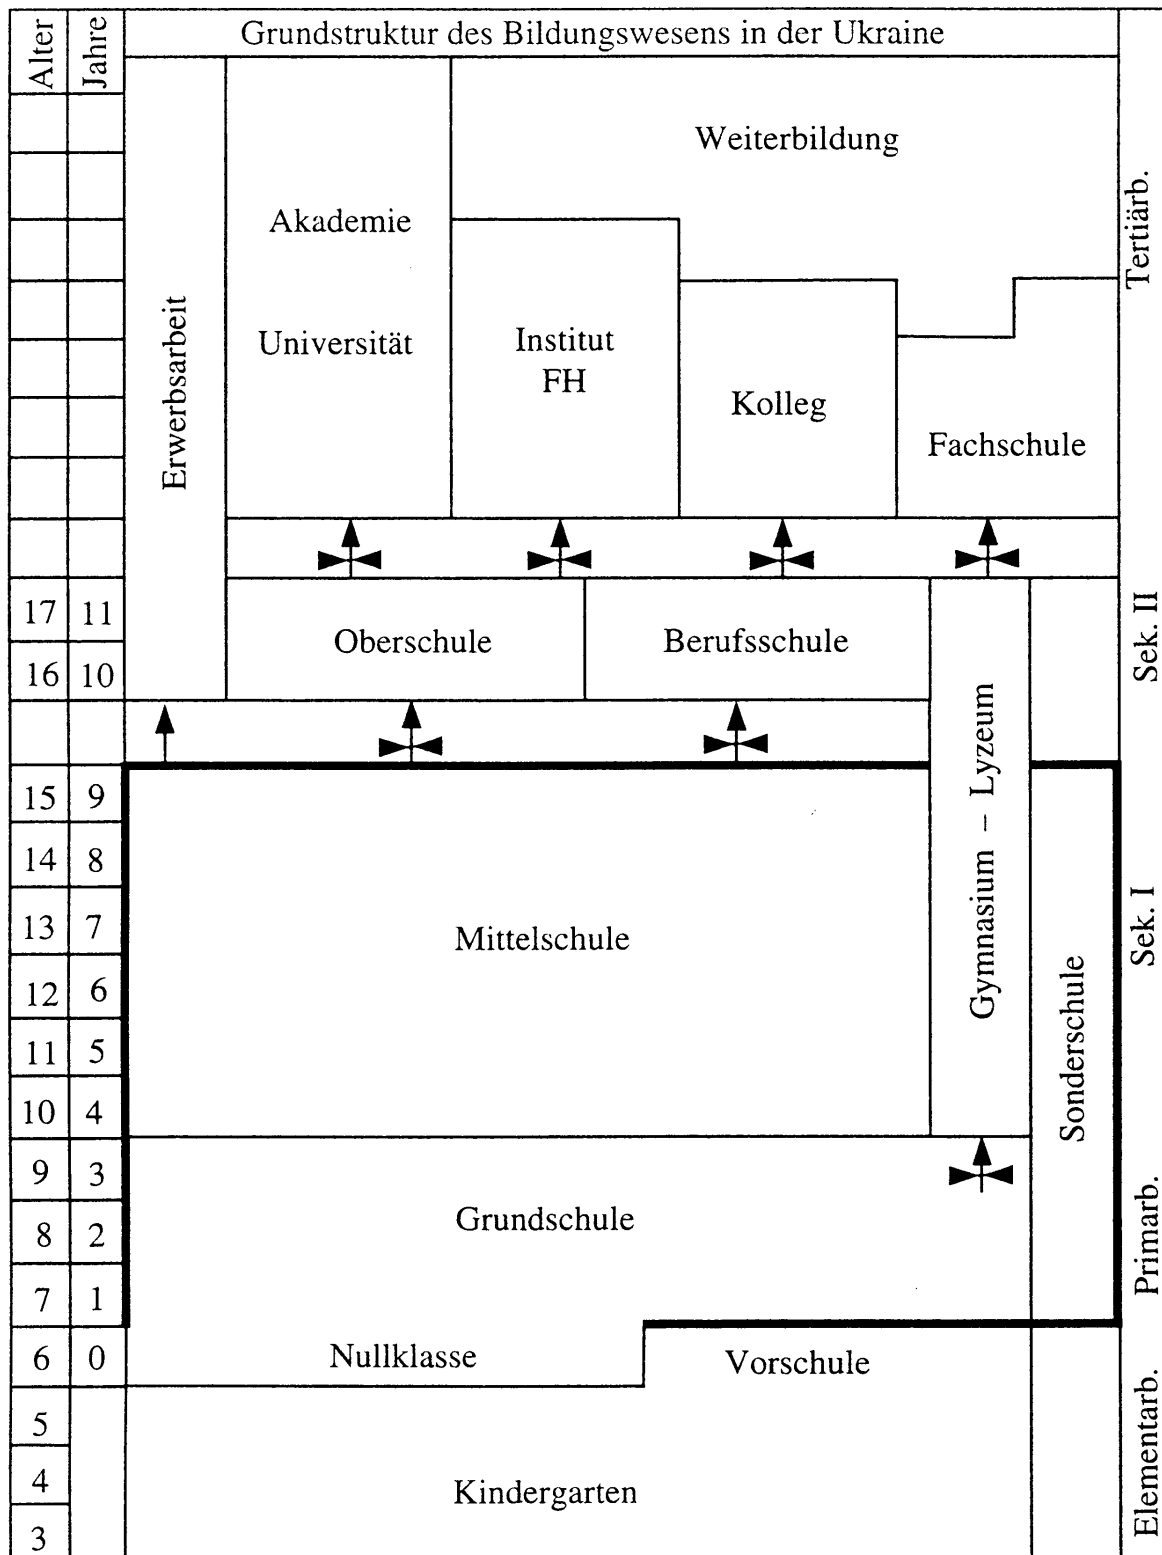 Grundstruktur des Bildungswesens in der Ukraine
Alter
Jahre
Weiterbildung
Akademie
Universität
Institut
FH
Kolleg
Fachschule
Erwerbsarbeit
Tertiärb.
17 11
16 10
Oberschule
Berufsschule
Sek. II
15 9
14 8
13 7
12 6
11 5
10 4
Mittelschule
Gymnasium – Lyzeum
Sonderschule
Sek. I
9 3
8 2
7 1
Grundschule
Primarb.
6 0
Nullklasse
Vorschule
5
4
3
Kindergarten
Elementarb.